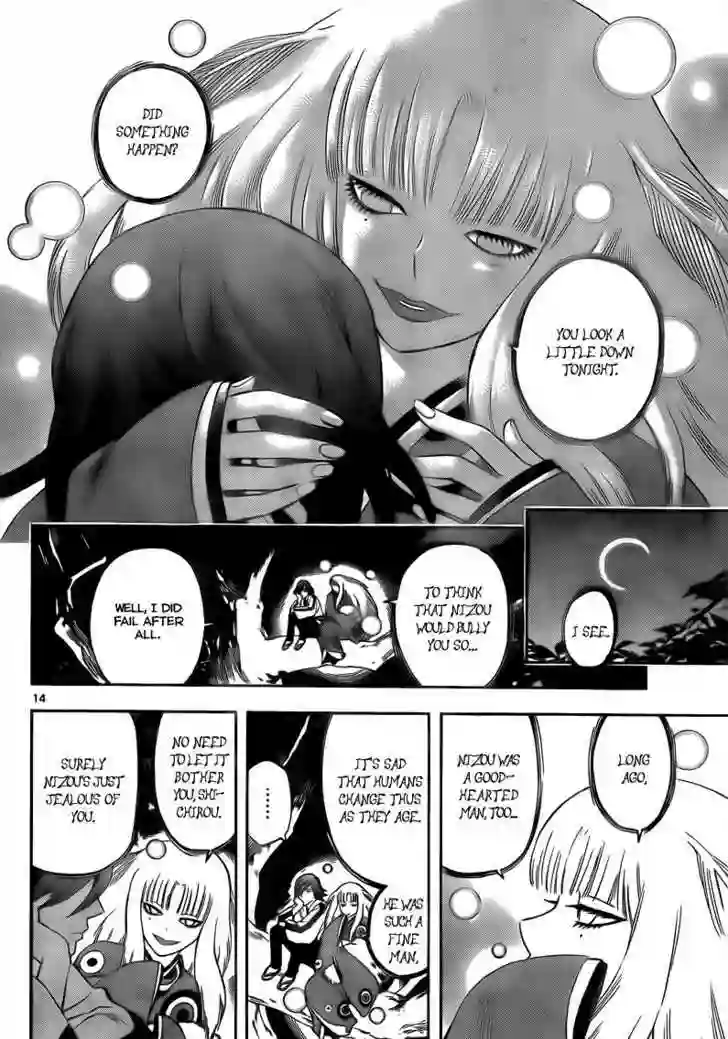 DID
SOMETHING
HAPPEN?
YOU LOOK A
LITTLE DOWN
TONIGHT.
I SEE.
TO THINK
THAT NIZOU
WOULD BULLY
YOU SO...
WELL, I DID
FAIL AFTER
ALL.
14
LONG
AGO,
NIZOU WAS
A GOOD-
HEARTED
MAN, TOO...
IT'S SAD
THAT HUMANS
CHANGE THUS
AS THEY AGE.
HE WAS
SUCH A
FINE
MAN.
......
NO NEED
TO LET IT
BOTHER
YOU, SHI-
CHIROU.
SURELY
NIZOU'S JUST
JEALOUS OF
YOU.